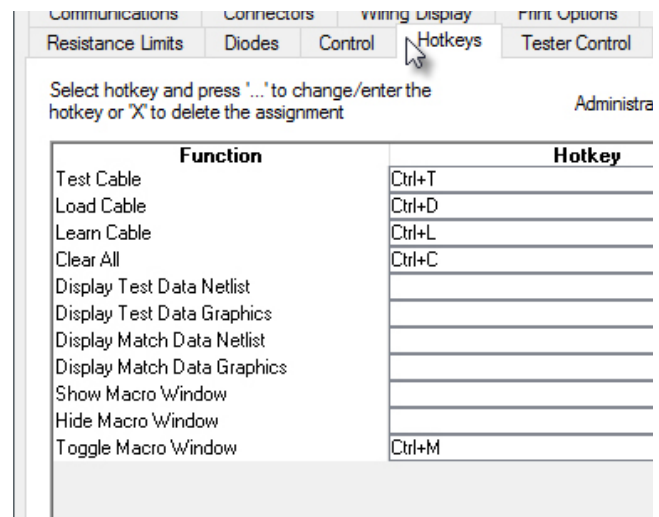 Communications Connectors Wiring Display Print Options
Resistance Limits Diodes Control Hotkeys Tester Control
Select hotkey and press '...' to change/enter the
hotkey or 'X' to delete the assignment
Administra
Function Hotkey
Test Cable Ctrl+T
Load Cable Ctrl+D
Learn Cable Ctrl+L
Clear All Ctrl+C
Display Test Data Netlist
Display Test Data Graphics
Display Match Data Netlist
Display Match Data Graphics
Show Macro Window
Hide Macro Window
Toggle Macro Window Ctrl+M